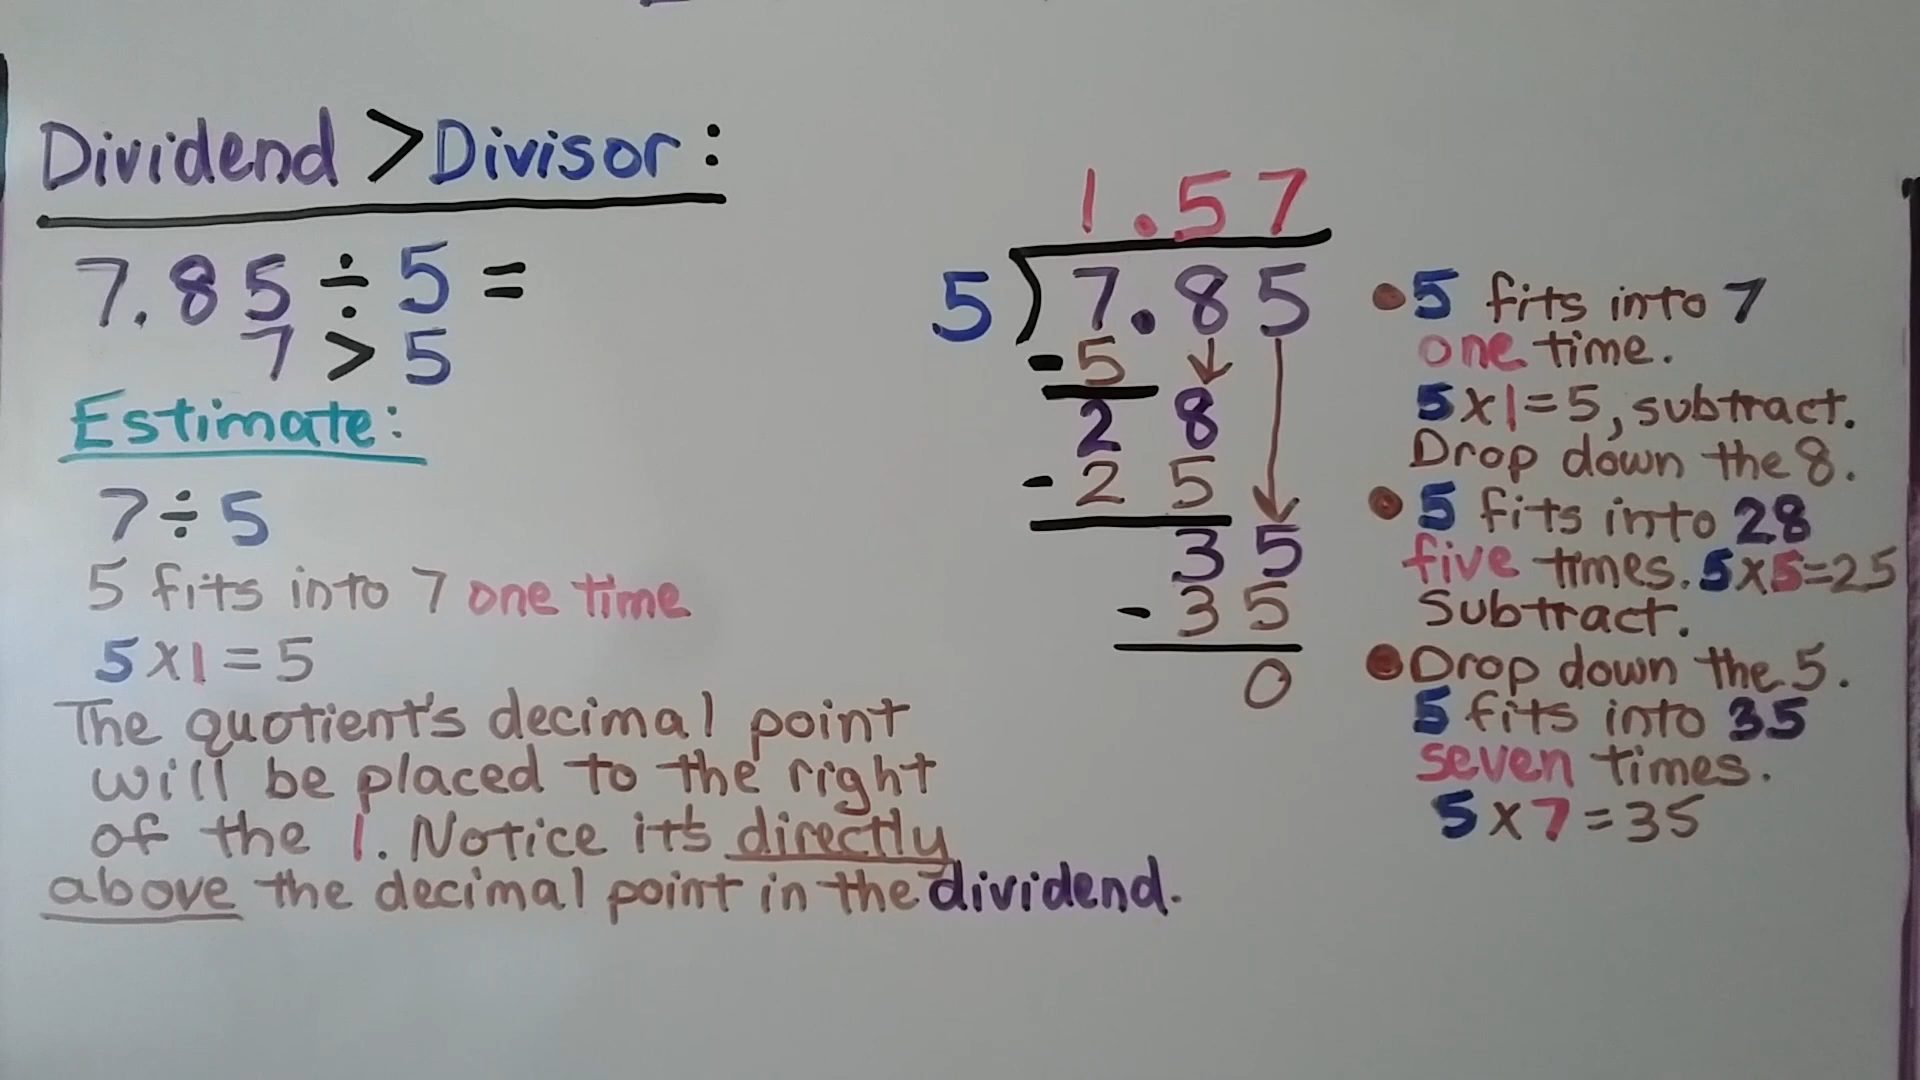 Dividend > Divisor:
7.85 ÷ 5 =
7 > 5
Estimate:
7 ÷ 5
5 fits into 7 one time
5 x 1 = 5
The quotient's decimal point
will be placed to the right
of the 1. Notice it's directly
above the decimal point in the dividend.
1.57
5 ) 7.85
- 5
2 8
- 2 5
3 5
- 3 5
0
• 5 fits into 7
one time.
5 x 1 = 5, subtract.
Drop down the 8.
• 5 fits into 28
five times. 5 x 5 = 25
Subtract.
• Drop down the 5.
5 fits into 35
seven times.
5 x 7 = 35